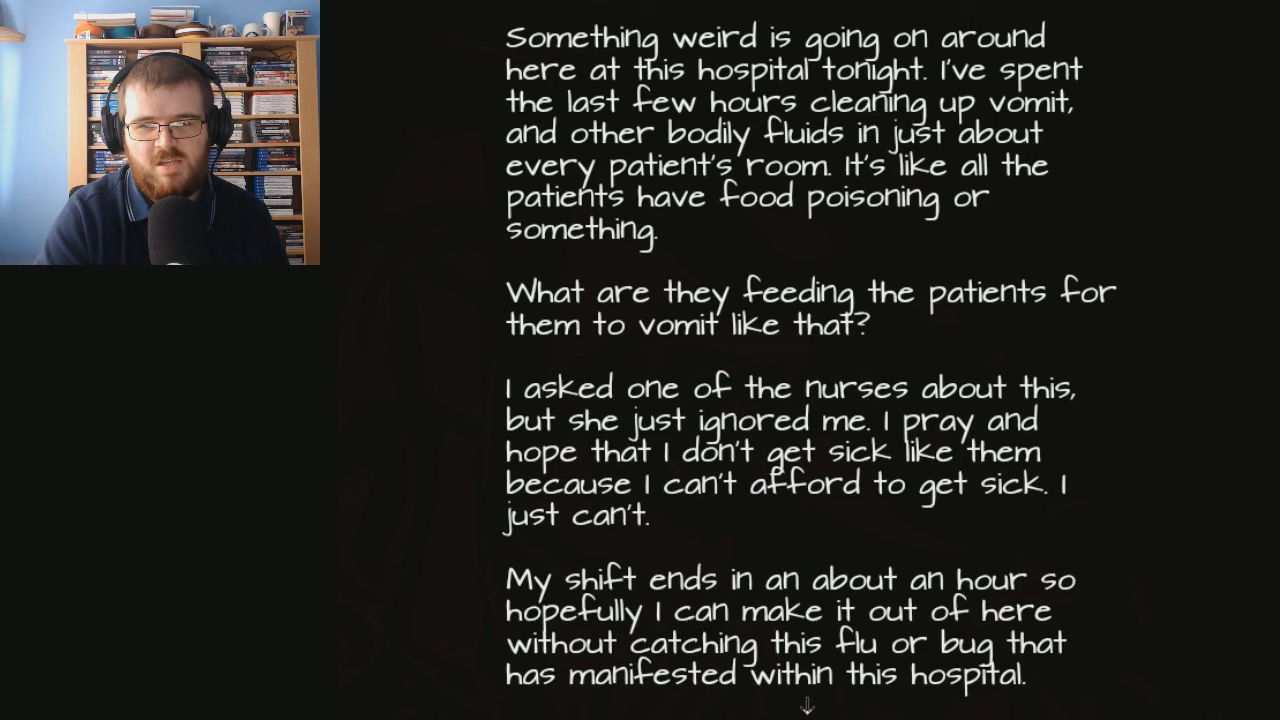 Something weird is going on around
here at this hospital tonight. I've spent
the last few hours cleaning up vomit,
and other bodily fluids in just about
every patient's room. It's like all the
patients have food poisoning or
something.
What are they feeding the patients for
them to vomit like that?
I asked one of the nurses about this,
but she just ignored me. I pray and
hope that I don't get sick like them
because I can't afford to get sick. I
just can't.
My shift ends in an about an hour so
hopefully I can make it out of here
without catching this flu or bug that
has manifested within this hospital.